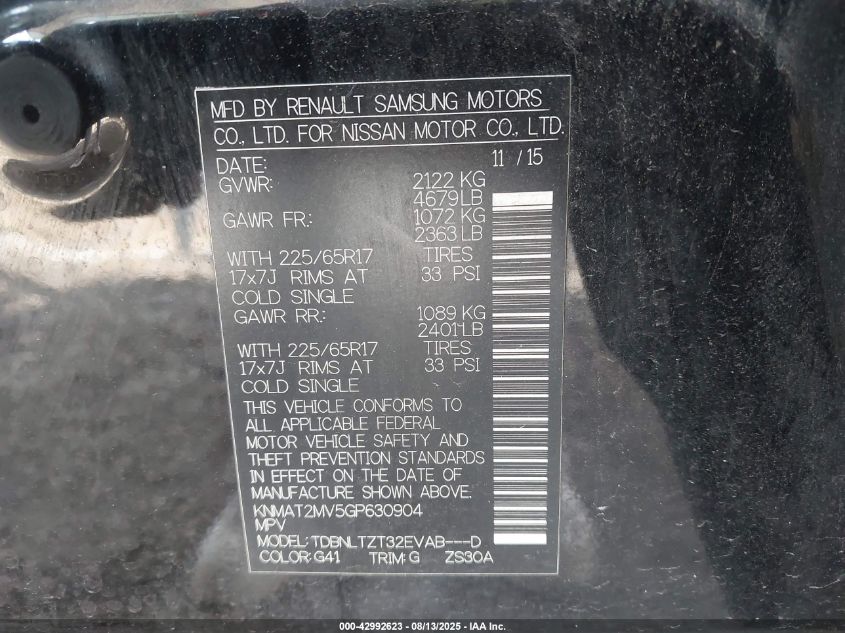 MFD BY RENAULT SAMSUNG MOTORS
CO., LTD. FOR NISSAN MOTOR CO., LTD.
DATE: 11 / 15
GVWR: 2122 KG
4679 LB
GAWR FR: 1072 KG
2363 LB
WITH 225/65R17 TIRES
17x7J RIMS AT 33 PSI
COLD SINGLE
GAWR RR: 1089 KG
2401 LB
WITH 225/65R17 TIRES
17x7J RIMS AT 33 PSI
COLD SINGLE
THIS VEHICLE CONFORMS TO
ALL APPLICABLE FEDERAL
MOTOR VEHICLE SAFETY AND
THEFT PREVENTION STANDARDS
IN EFFECT ON THE DATE OF
MANUFACTURE SHOWN ABOVE.
KNMAT2MV5GP630904
MPV
MODEL: TDBNLTZT32EVAB---D
COLOR: G41 TRIM: G ZS30A
000-42992623 - 08/13/2025 - IAA Inc.